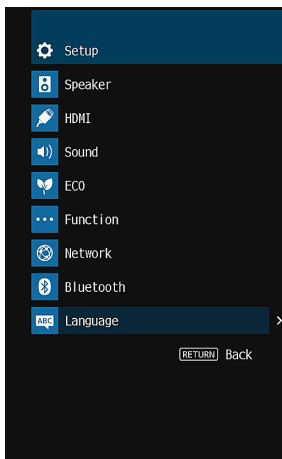 Setup
Speaker
HDMI
Sound
ECO
Function
Network
Bluetooth
ABC Language
RETURN Back